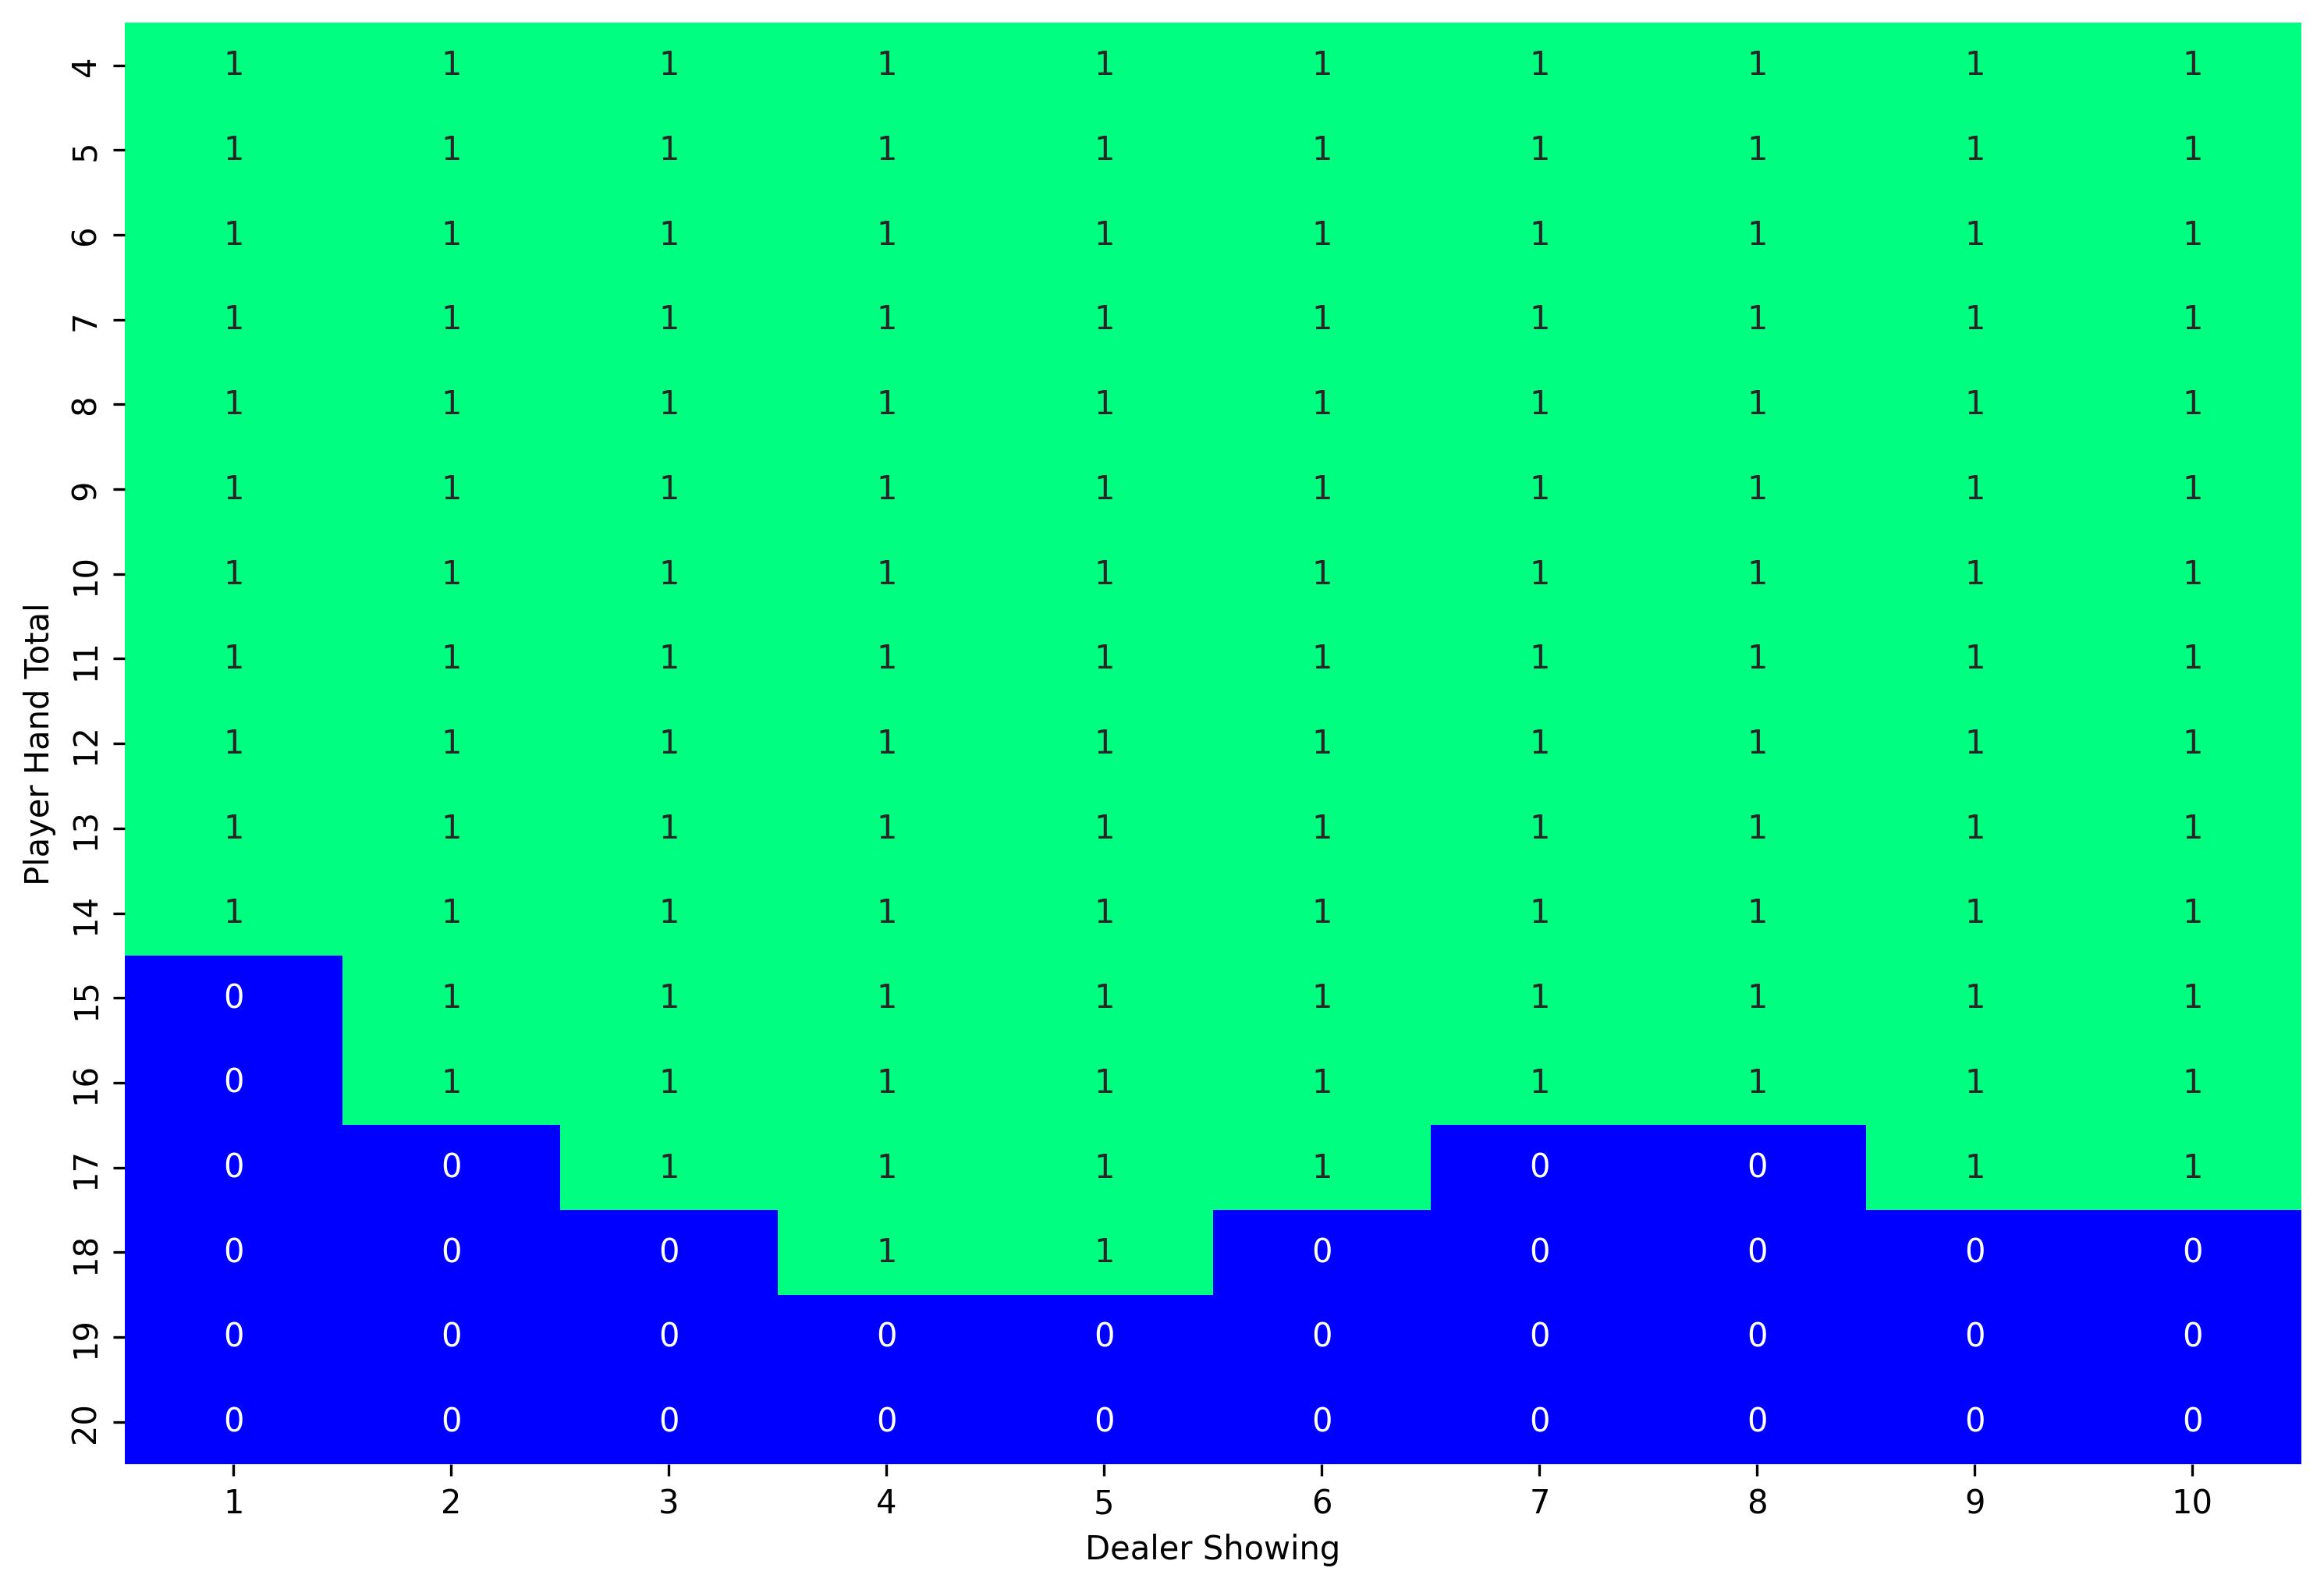 Player Hand Total
4 1 1 1 1 1 1 1 1 1 1
5 1 1 1 1 1 1 1 1 1 1
6 1 1 1 1 1 1 1 1 1 1
7 1 1 1 1 1 1 1 1 1 1
8 1 1 1 1 1 1 1 1 1 1
9 1 1 1 1 1 1 1 1 1 1
10 1 1 1 1 1 1 1 1 1 1
11 1 1 1 1 1 1 1 1 1 1
12 1 1 1 1 1 1 1 1 1 1
13 1 1 1 1 1 1 1 1 1 1
14 1 1 1 1 1 1 1 1 1 1
15 0 1 1 1 1 1 1 1 1 1
16 0 1 1 1 1 1 1 1 1 1
17 0 0 1 1 1 1 0 0 1 1
18 0 0 0 1 1 0 0 0 0 0
19 0 0 0 0 0 0 0 0 0 0
20 0 0 0 0 0 0 0 0 0 0
1 2 3 4 5 6 7 8 9 10
Dealer Showing